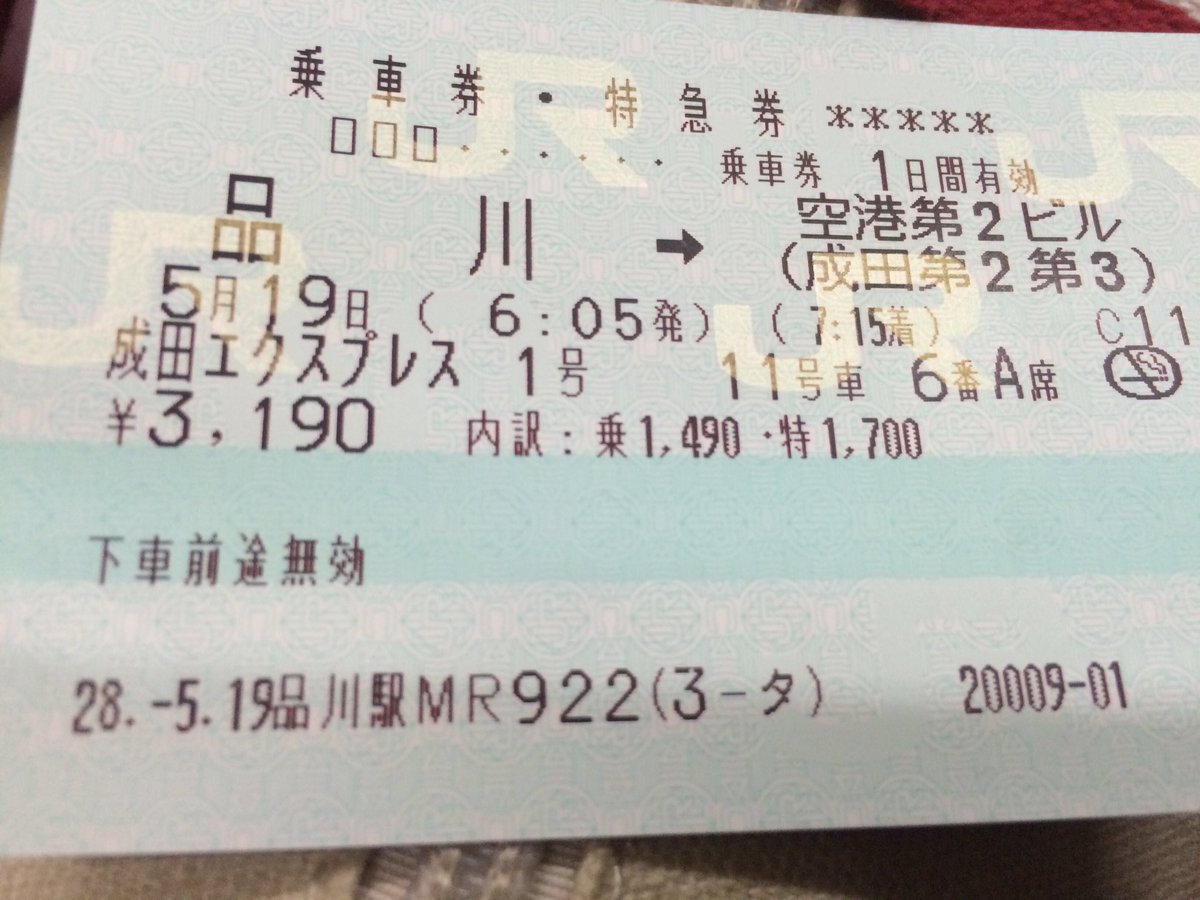 乗車券・特急券 ＊＊＊＊＊
□□□・・・・・・ 乗車券 1日間有効
品川 → 空港第2ビル
(成田第2第3)
5月19日 ( 6:05発) ( 7:15着) C11
成田エクスプレス 1号 11号車 6番A席
¥3,190 内訳:乗1,490・特1,700
下車前途無効
28.-5.19品川駅MR922(3-タ) 20009-01